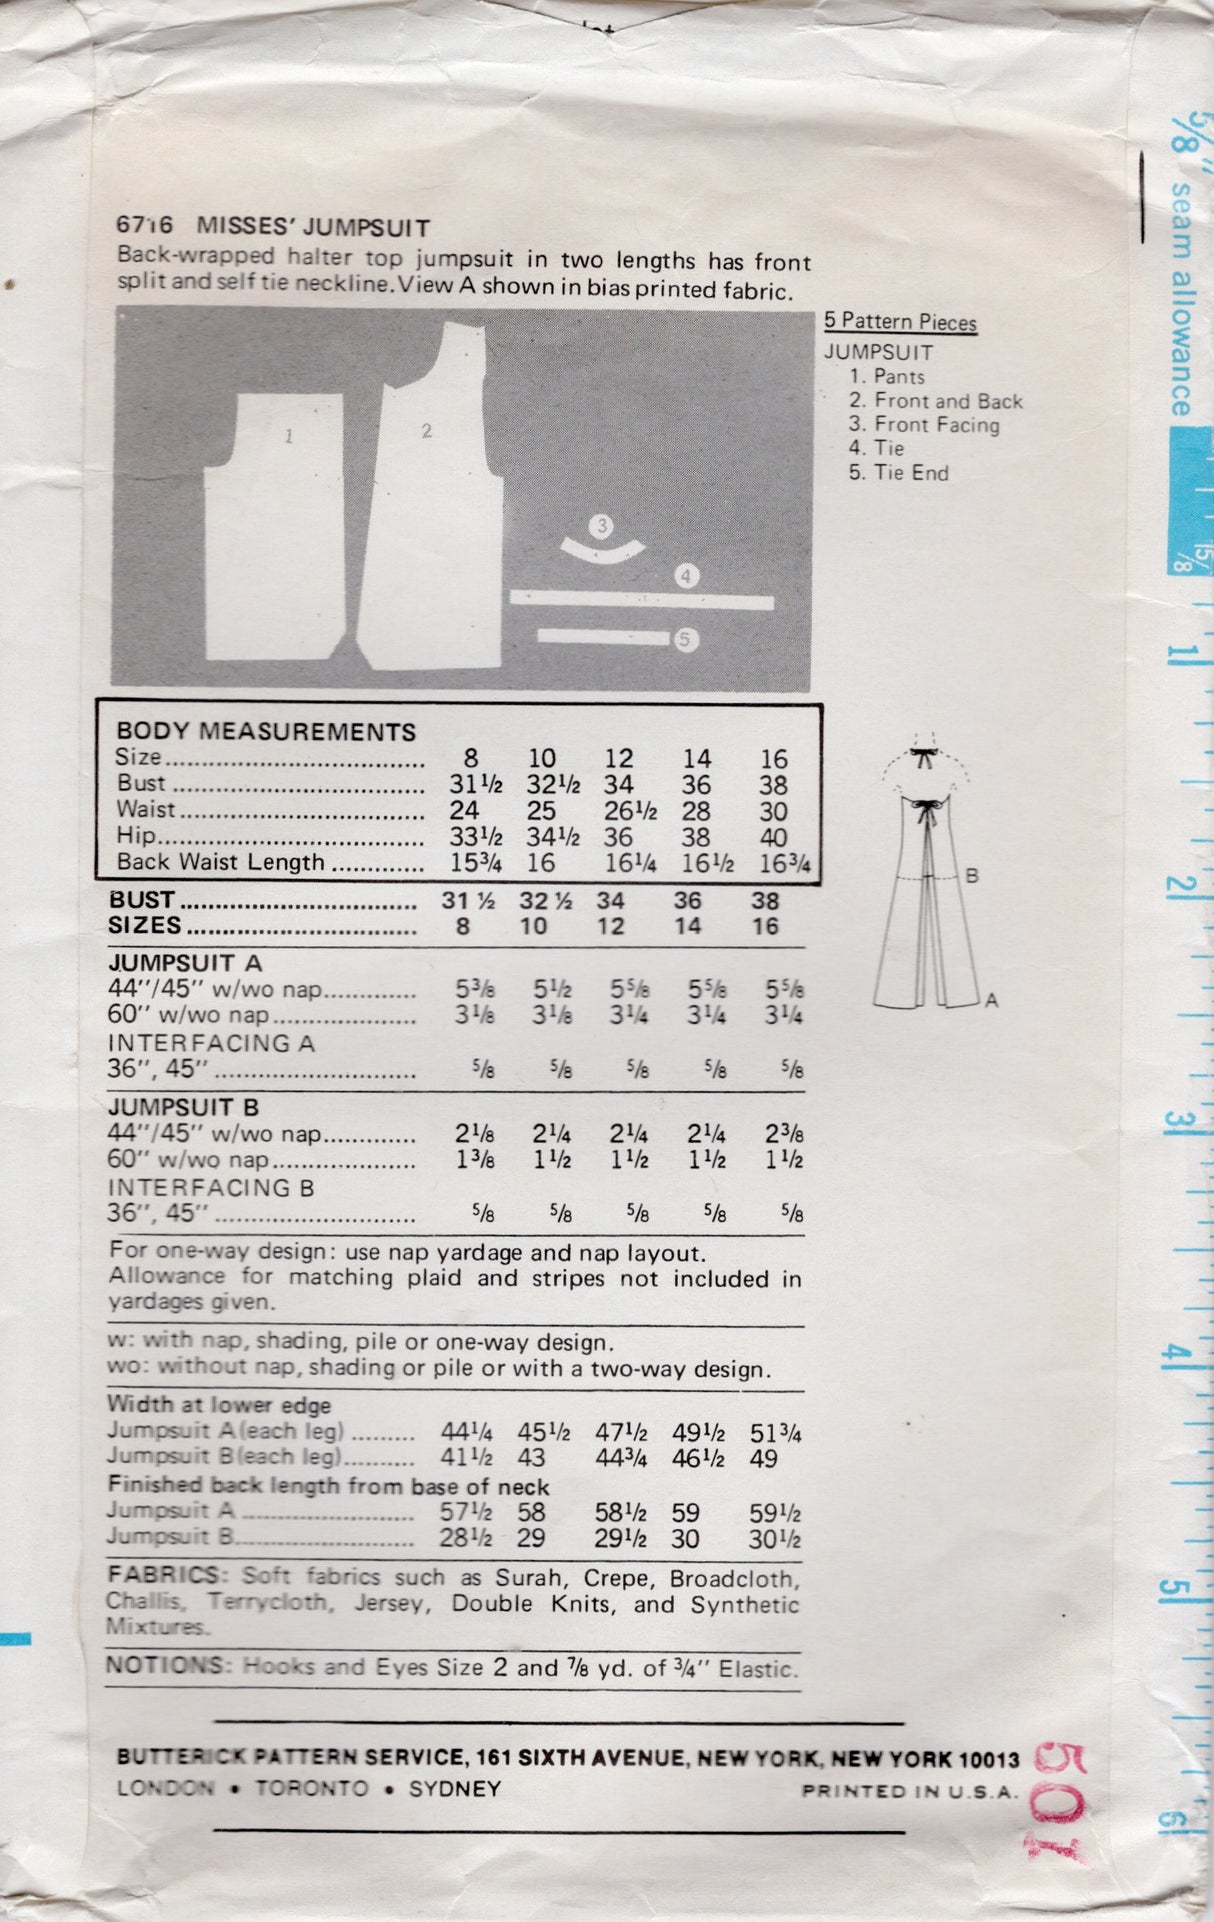 6716 MISSES' JUMPSUIT
Back-wrapped halter top jumpsuit in two lengths has front
split and self tie neckline. View A shown in bias printed fabric.
5 Pattern Pieces
JUMPSUIT
1. Pants
2. Front and Back
3. Front Facing
4. Tie
5. Tie End
1
2
3
4
5
BODY MEASUREMENTS
Size.................................. 8 10 12 14 16
Bust ................................. 31½ 32½ 34 36 38
Waist ................................ 24 25 26½ 28 30
Hip................................... 33½ 34½ 36 38 40
Back Waist Length ............. 15¾ 16 16¼ 16½ 16¾
BUST ................................ 31 ½ 32 ½ 34 36 38
SIZES ............................... 8 10 12 14 16
JUMPSUIT A
44"/45" w/wo nap............. 5⅜ 5½ 5⅝ 5⅝ 5⅝
60" w/wo nap.................... 3⅛ 3⅛ 3¼ 3¼ 3¼
INTERFACING A
36", 45" ............................ ⅝ ⅝ ⅝ ⅝ ⅝
JUMPSUIT B
44"/45" w/wo nap............. 2⅛ 2¼ 2¼ 2¼ 2⅜
60" w/wo nap.................... 1⅜ 1½ 1½ 1½ 1½
INTERFACING B
36", 45" ............................ ⅝ ⅝ ⅝ ⅝ ⅝
For one-way design: use nap yardage and nap layout.
Allowance for matching plaid and stripes not included in
yardages given.
w: with nap, shading, pile or one-way design.
wo: without nap, shading or pile or with a two-way design.
Width at lower edge
Jumpsuit A (each leg) ......... 44¼ 45½ 47½ 49½ 51¾
Jumpsuit B (each leg).......... 41½ 43 44¾ 46½ 49
Finished back length from base of neck
Jumpsuit A ........................ 57½ 58 58½ 59 59½
Jumpsuit B......................... 28½ 29 29½ 30 30½
FABRICS: Soft fabrics such as Surah, Crepe, Broadcloth,
Challis, Terrycloth, Jersey, Double Knits, and Synthetic
Mixtures.
NOTIONS: Hooks and Eyes Size 2 and ⅞ yd. of ¾" Elastic.
BUTTERICK PATTERN SERVICE, 161 SIXTH AVENUE, NEW YORK, NEW YORK 10013
LONDON • TORONTO • SYDNEY PRINTED IN U.S.A.
B
A
5/8" seam allowance
5/8
1
2
3
4
5
6
501